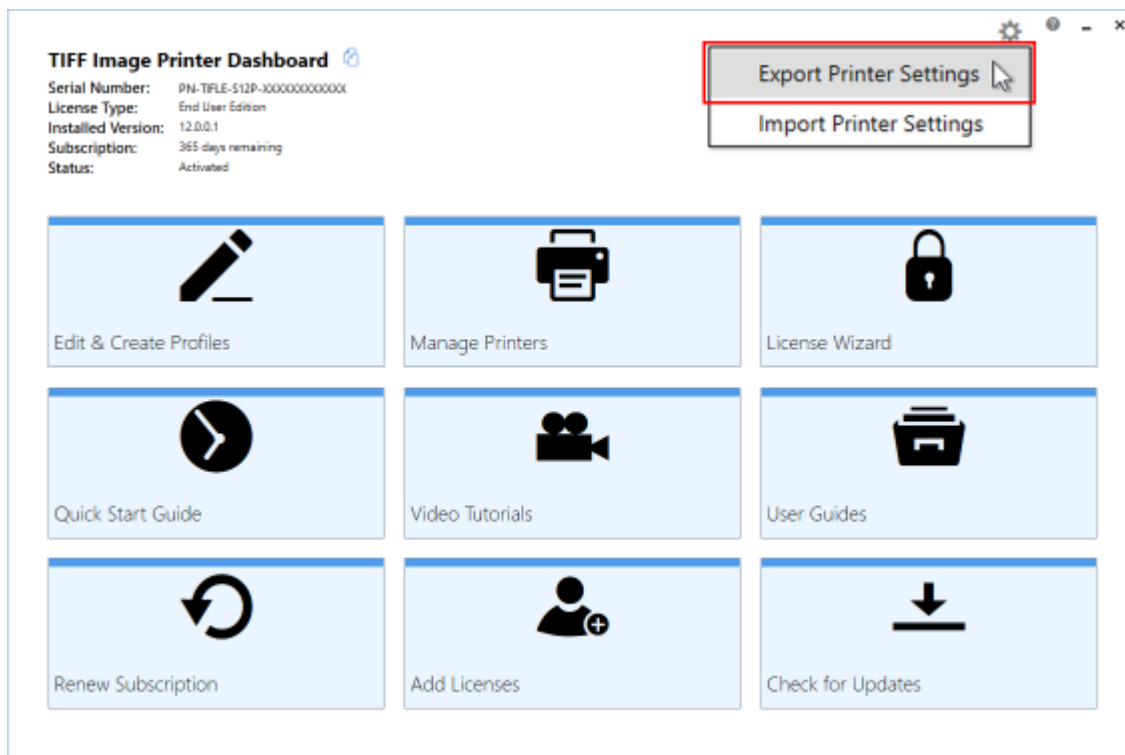 TIFF Image Printer Dashboard
Serial Number: PN-TIFLE-S12P-XXXXXXXXXXXX
License Type: End User Edition
Installed Version: 12.0.0.1
Subscription: 365 days remaining
Status: Activated
Export Printer Settings
Import Printer Settings
Edit & Create Profiles
Manage Printers
License Wizard
Quick Start Guide
Video Tutorials
User Guides
Renew Subscription
Add Licenses
Check for Updates